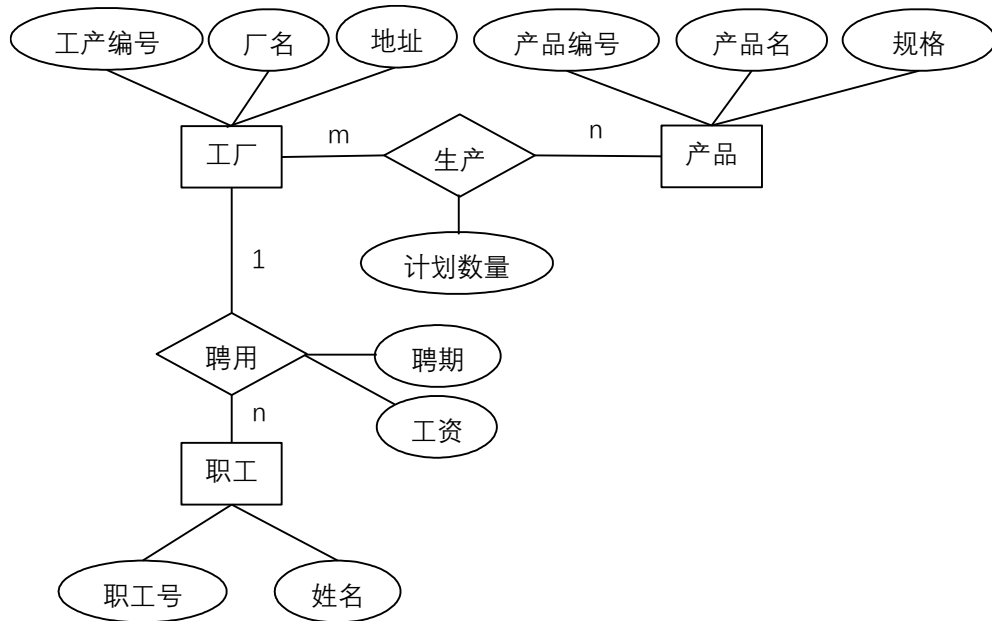 工产编号
厂名
地址
产品编号
产品名
规格
工厂
m
生产
n
产品
计划数量
1
聘用
聘期
n
工资
职工
职工号
姓名